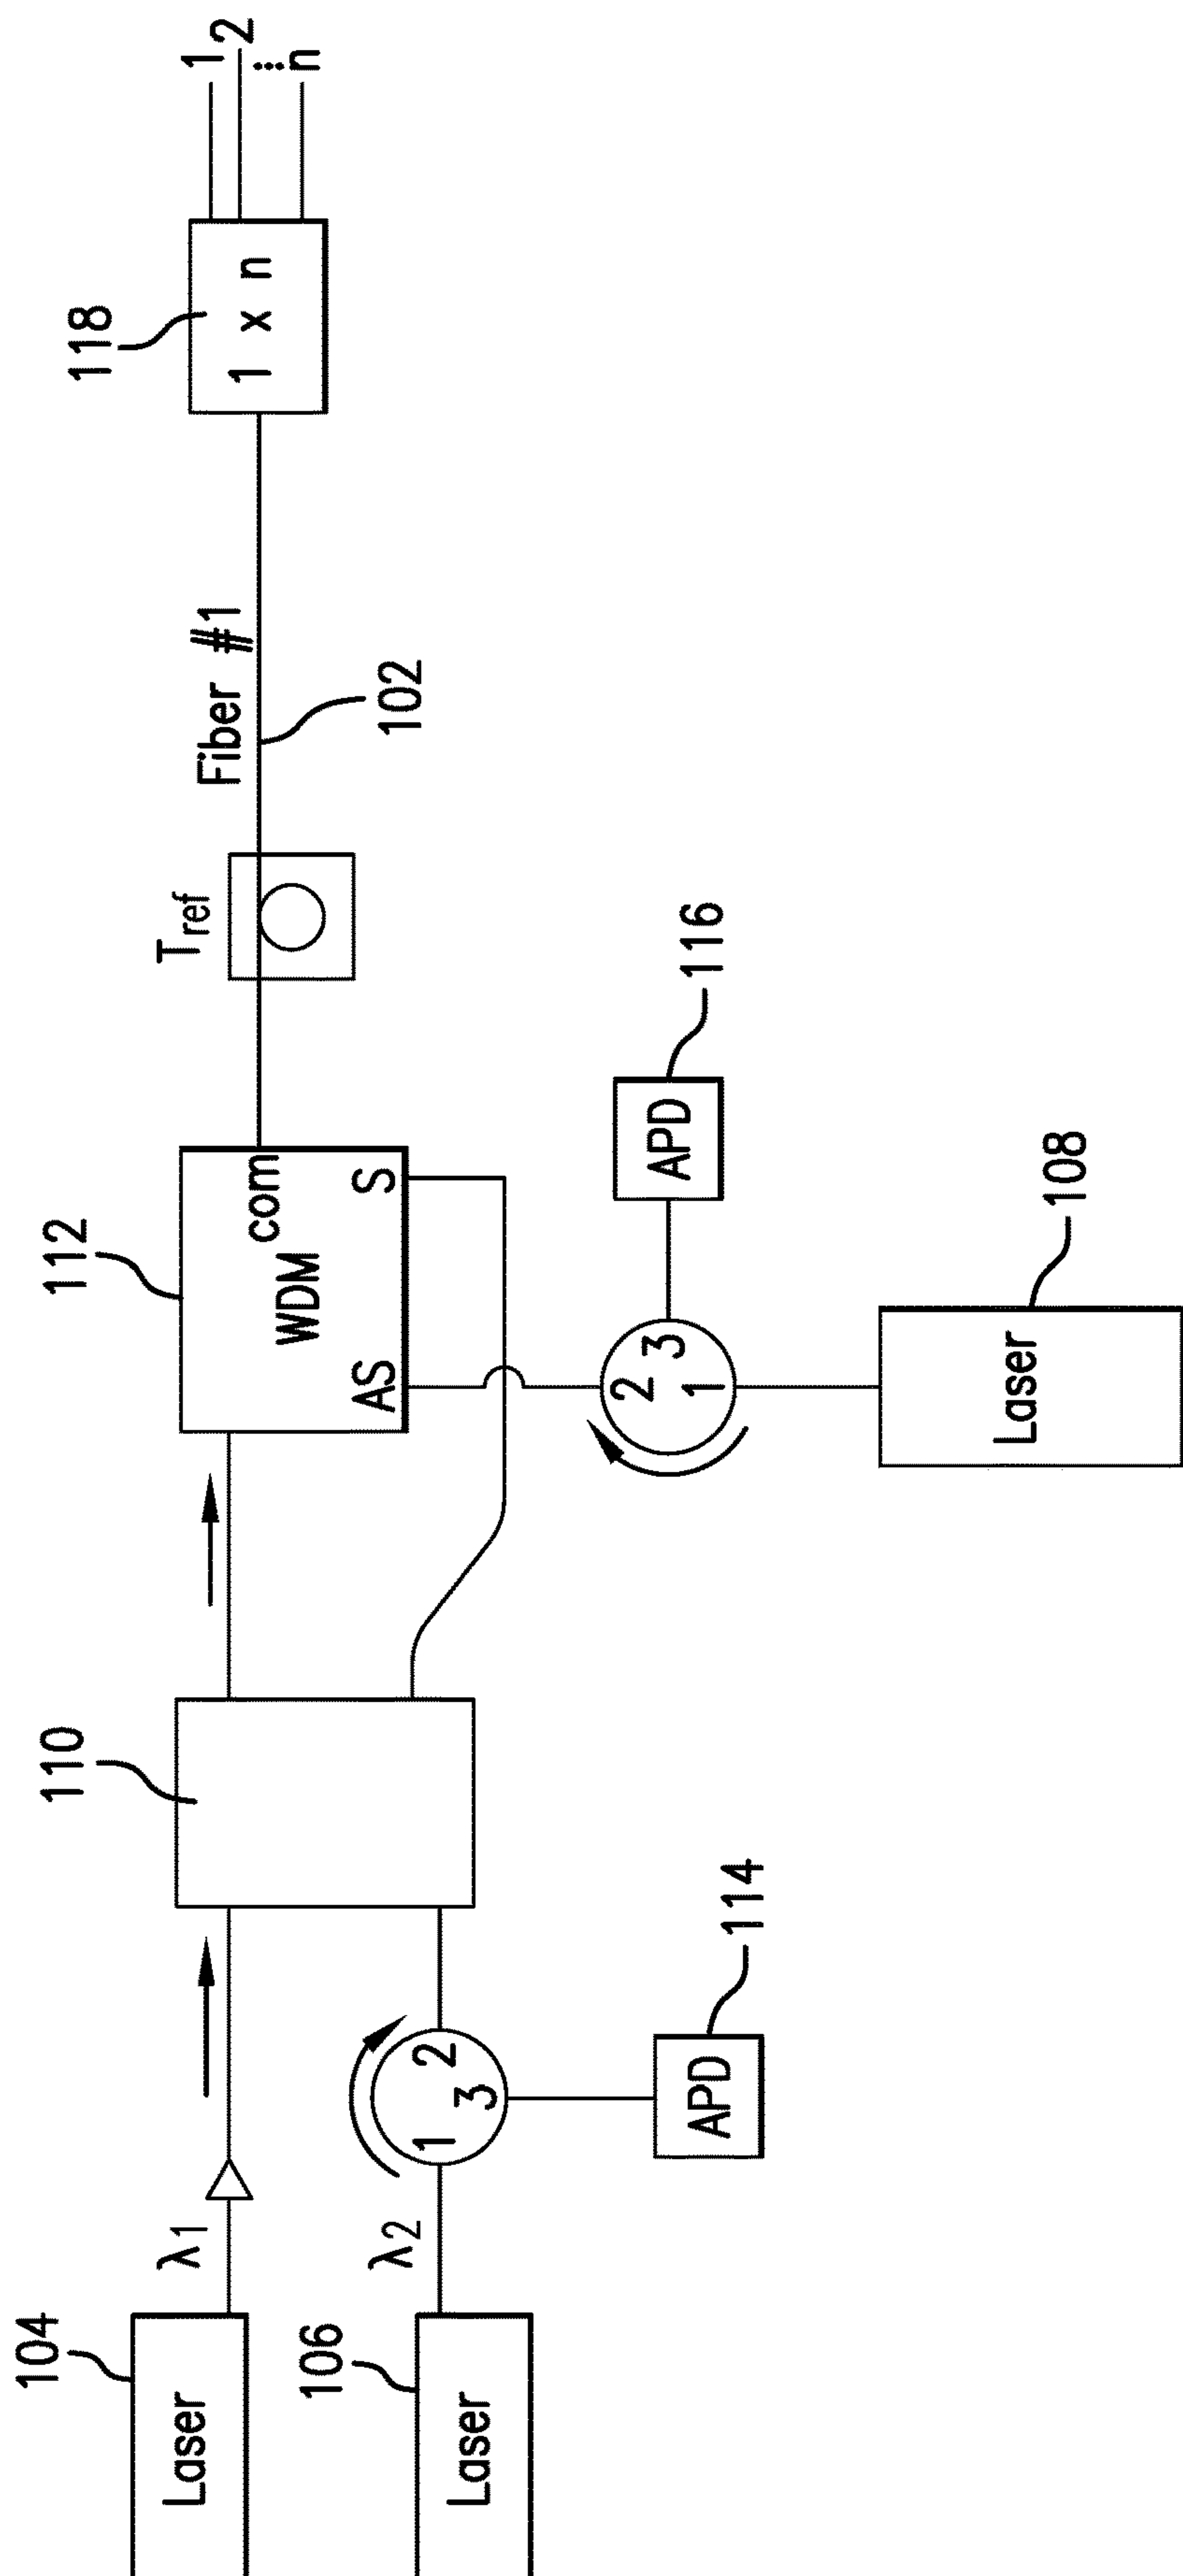 104
Laser
λ1
106
Laser
λ2
1
2
3
APD
114
110
112
WDM
com
AS
S
2
3
1
APD
116
Laser
108
Tref
Fiber #1
102
118
1 x n
1
2
⋮
n